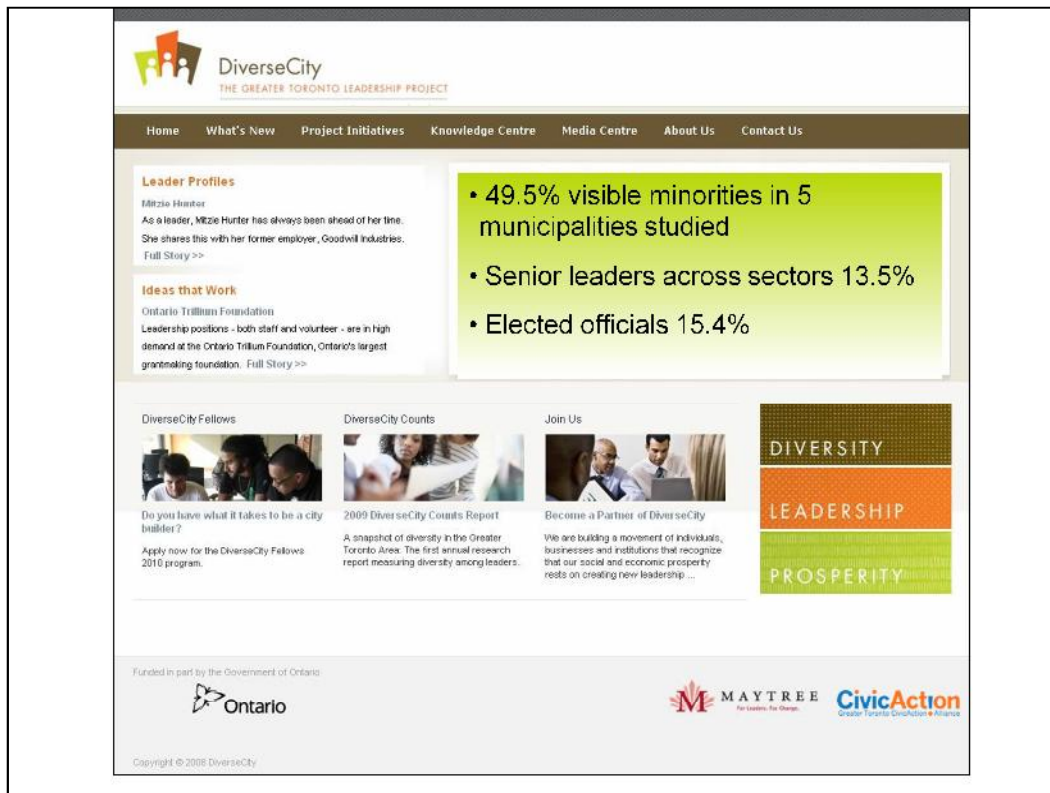 DiverseCity
THE GREATER TORONTO LEADERSHIP PROJECT
Home What's New Project Initiatives Knowledge Centre Media Centre About Us Contact Us
Leader Profiles
Mitzie Hunter
As a leader, Mitzie Hunter has always been ahead of her time.
She shares this with her former employer, Goodwill Industries.
Full Story >>
Ideas that Work
Ontario Trillium Foundation
Leadership positions - both staff and volunteer - are in high
demand at the Ontario Trillium Foundation, Ontario's largest
grantmaking foundation. Full Story >>
• 49.5% visible minorities in 5
municipalities studied
• Senior leaders across sectors 13.5%
• Elected officials 15.4%
DiverseCity Fellows
Do you have what it takes to be a city
builder?
Apply now for the DiverseCity Fellows
2010 program.
DiverseCity Counts
2009 DiverseCity Counts Report
A snapshot of diversity in the Greater
Toronto Area: The first annual research
report measuring diversity among leaders.
Join Us
Become a Partner of DiverseCity
We are building a movement of individuals,
businesses and institutions that recognize
that our social and economic prosperity
rests on creating new leadership ...
DIVERSITY
LEADERSHIP
PROSPERITY
Funded in part by the Government of Ontario
Ontario
MAYTREE
For Leaders. For Change.
CivicAction
Greater Toronto CivicAction Alliance
Copyright © 2008 DiverseCity